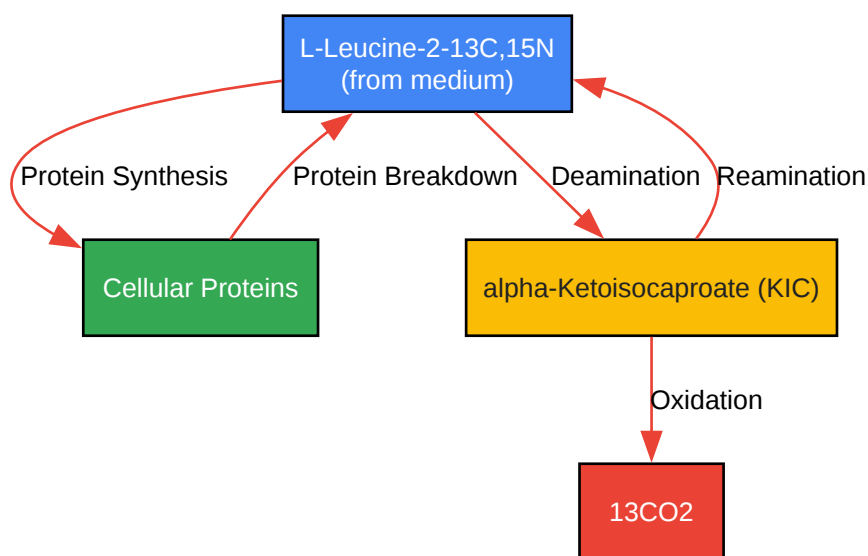 L-Leucine-2-13C,15N
(from medium)
Protein Synthesis
Protein Breakdown
Deamination
Reamination
Cellular Proteins
alpha-Ketoisocaproate (KIC)
Oxidation
13CO2